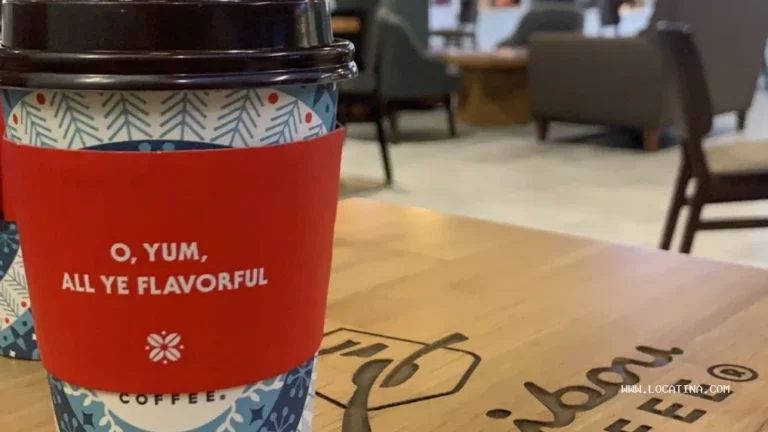 O, YUM,
ALL YE FLAVORFUL
COFFEE®
WWW.LOCATINA.COM